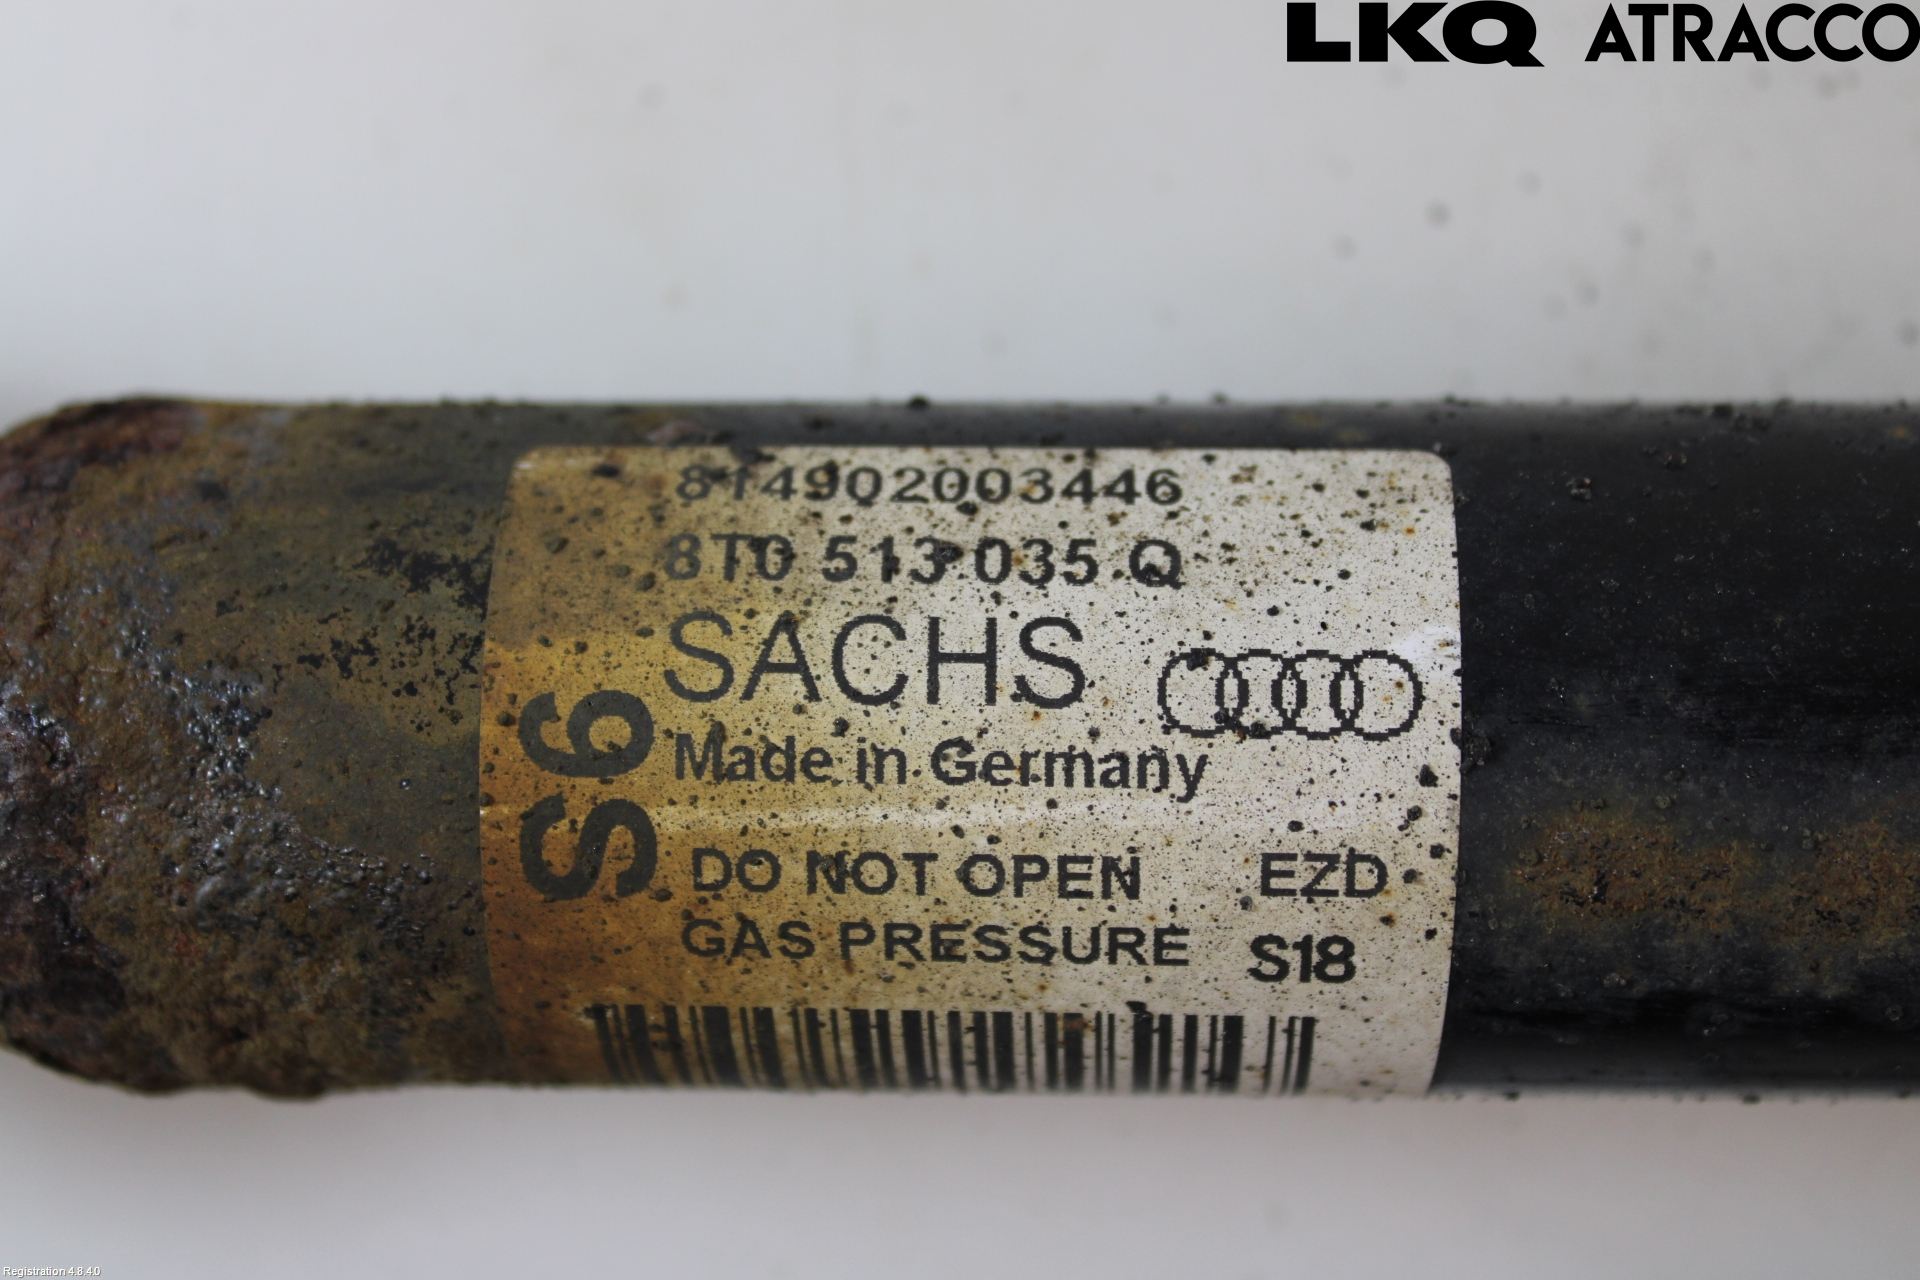 LKQ ATRACCO
814902003446
8T0 513 035 Q
SACHS
S6
Made in Germany
DO NOT OPEN EZD
GAS PRESSURE S18
Registration 4.8.4.0